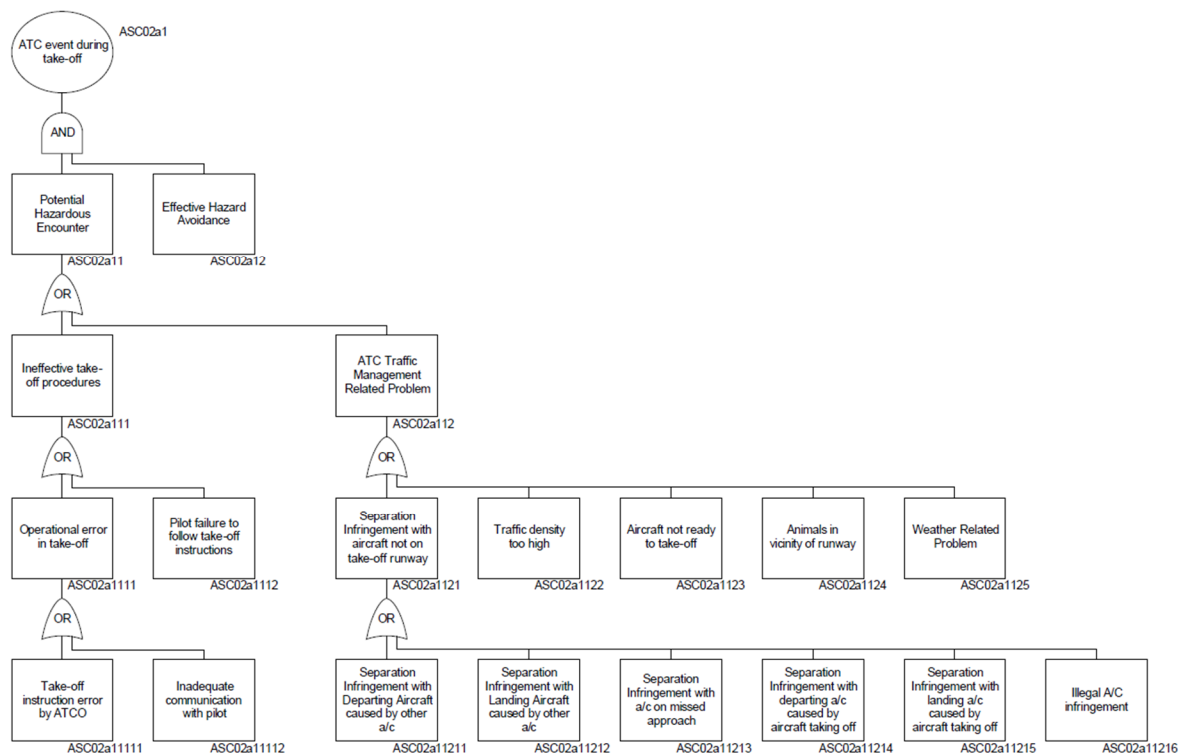 ASC02a1
ATC event during
take-off
AND
Potential
Hazardous
Encounter
Effective Hazard
Avoidance
ASC02a11
ASC02a12
OR
Ineffective take-
off procedures
ATC Traffic
Management
Related Problem
ASC02a111
ASC02a112
OR
OR
Operational error
in take-off
Pilot failure to
follow take-off
instructions
Separation
Infringement with
aircraft not on
take-off runway
Traffic density
too high
Aircraft not ready
to take-off
Animals in
vicinity of runway
Weather Related
Problem
ASC02a1111
ASC02a1112
ASC02a1121
ASC02a1122
ASC02a1123
ASC02a1124
ASC02a1125
OR
OR
Take-off
instruction error
by ATCO
Inadequate
communication
with pilot
Separation
Infringement with
Departing Aircraft
caused by other
a/c
Separation
Infringement with
Landing Aircraft
caused by other
a/c
Separation
Infringement with
a/c on missed
approach
Separation
Infringement with
departing a/c
caused by
aircraft taking off
Separation
Infringement with
landing a/c
caused by
aircraft taking off
Illegal A/C
infringement
ASC02a11111
ASC02a11112
ASC02a11211
ASC02a11212
ASC02a11213
ASC02a11214
ASC02a11215
ASC02a11216